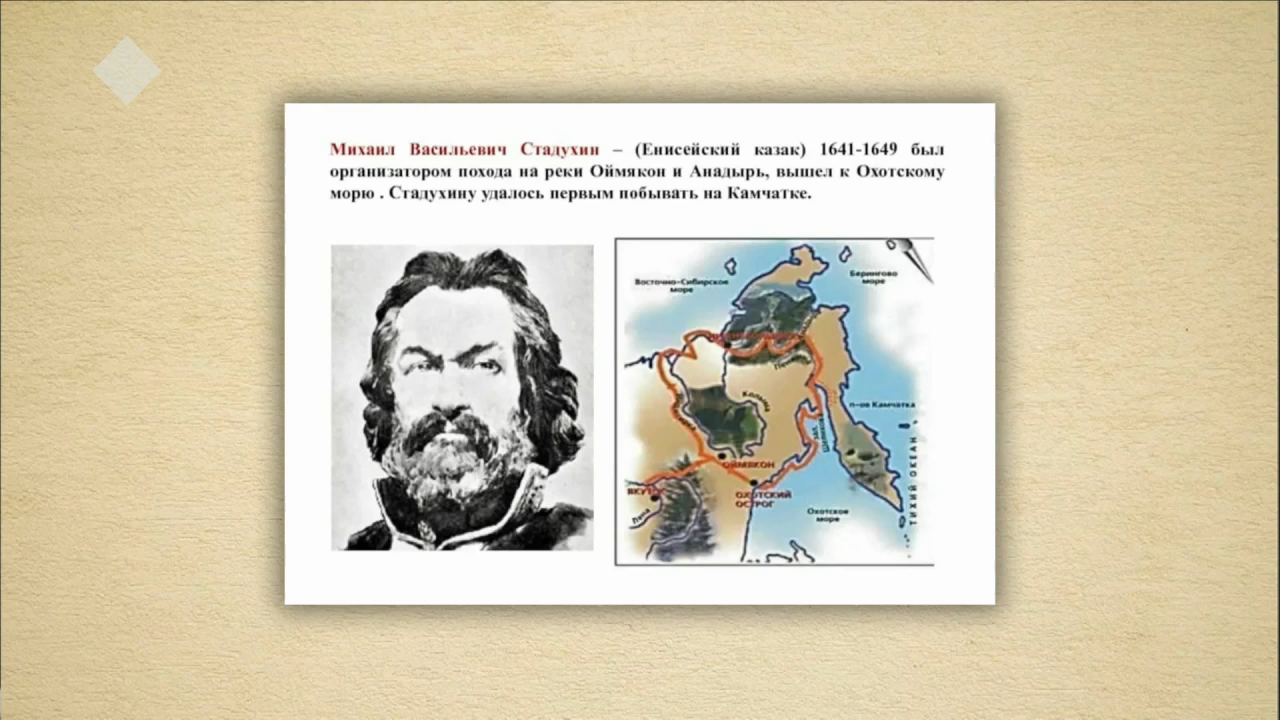 Михаил Васильевич Стадухин – (Енисейский казак) 1641-1649 был
организатором похода на реки Оймякон и Анадырь, вышел к Охотскому
морю . Стадухину удалось первым побывать на Камчатке.
Восточно-Сибирское
море
Берингово
море
п-ов Камчатка
Колыма
ОЙМЯКОН
ОХОТСКИЙ
ОСТРОГ
Лена
Охотское
море
ТИХИЙ ОКЕАН